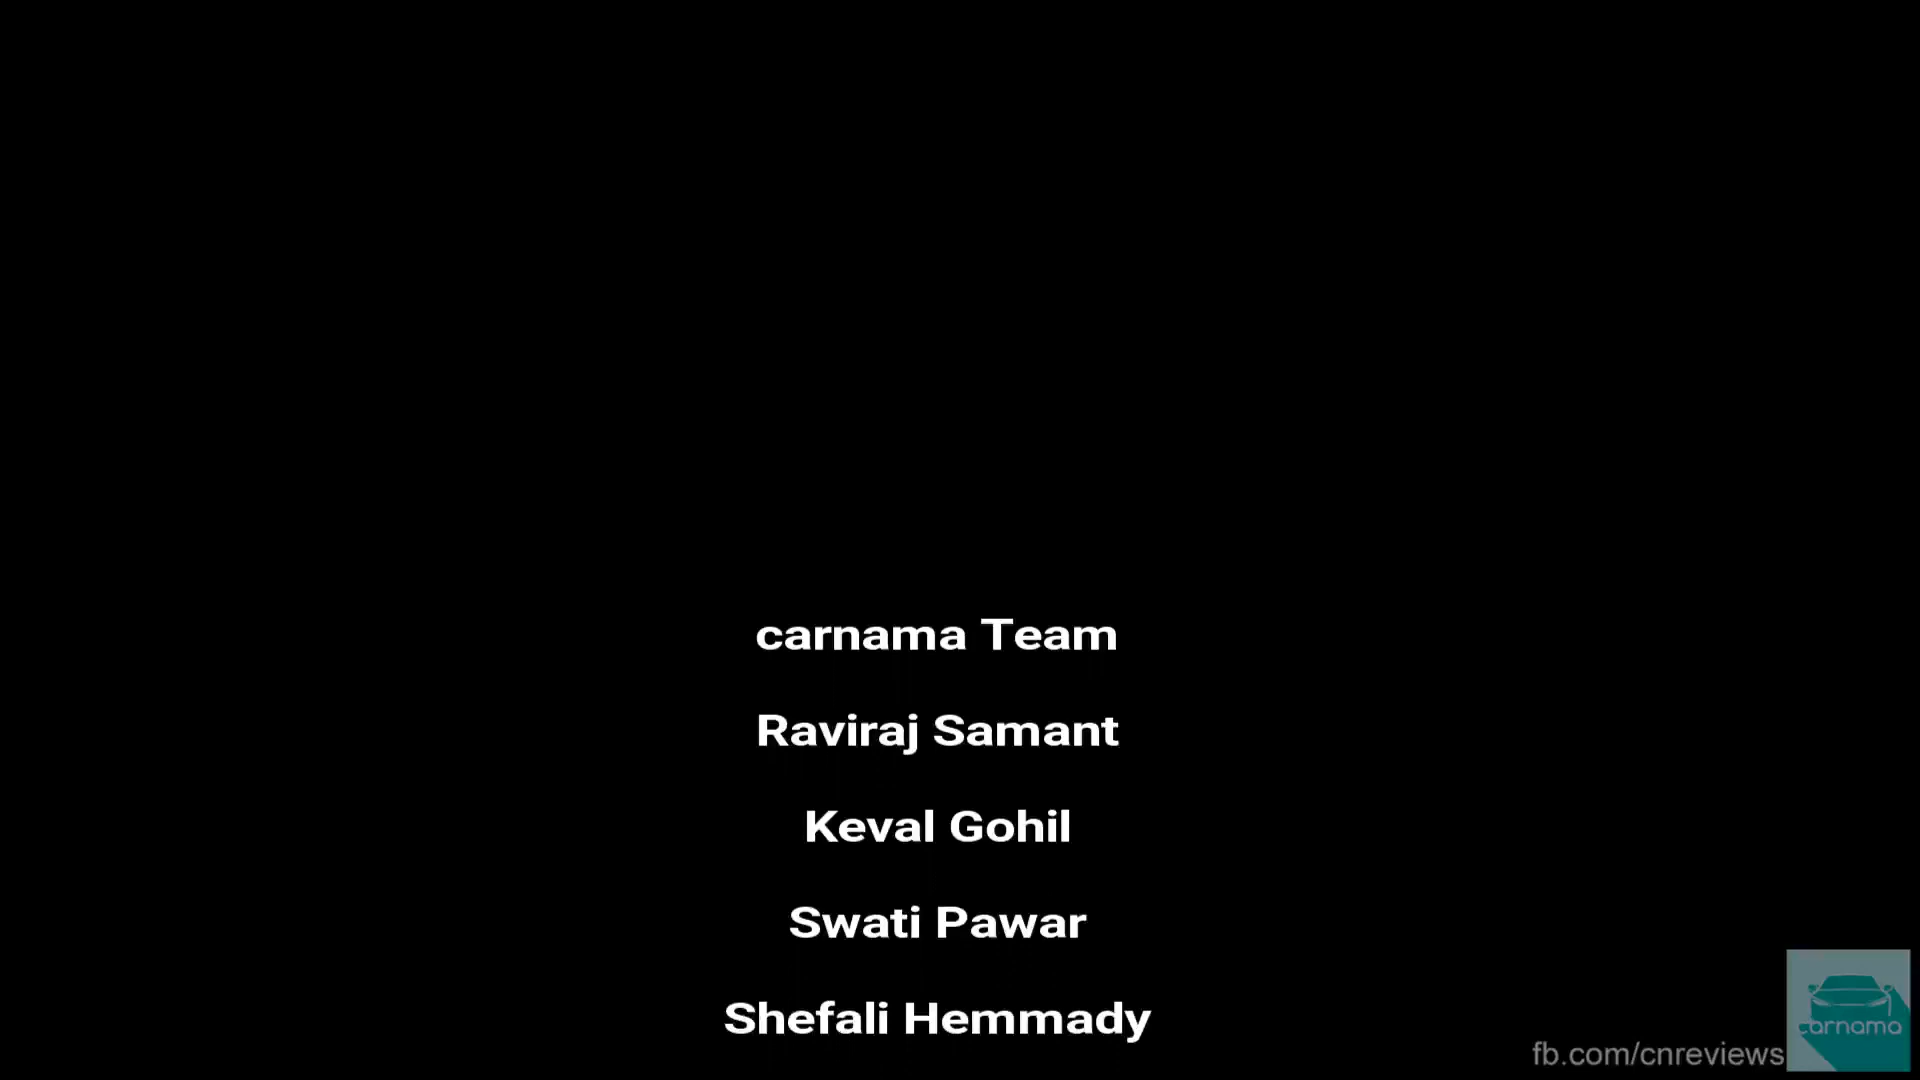 carnama Team
Raviraj Samant
Keval Gohil
Swati Pawar
Shefali Hemmady
carnama
fb.com/cnreviews